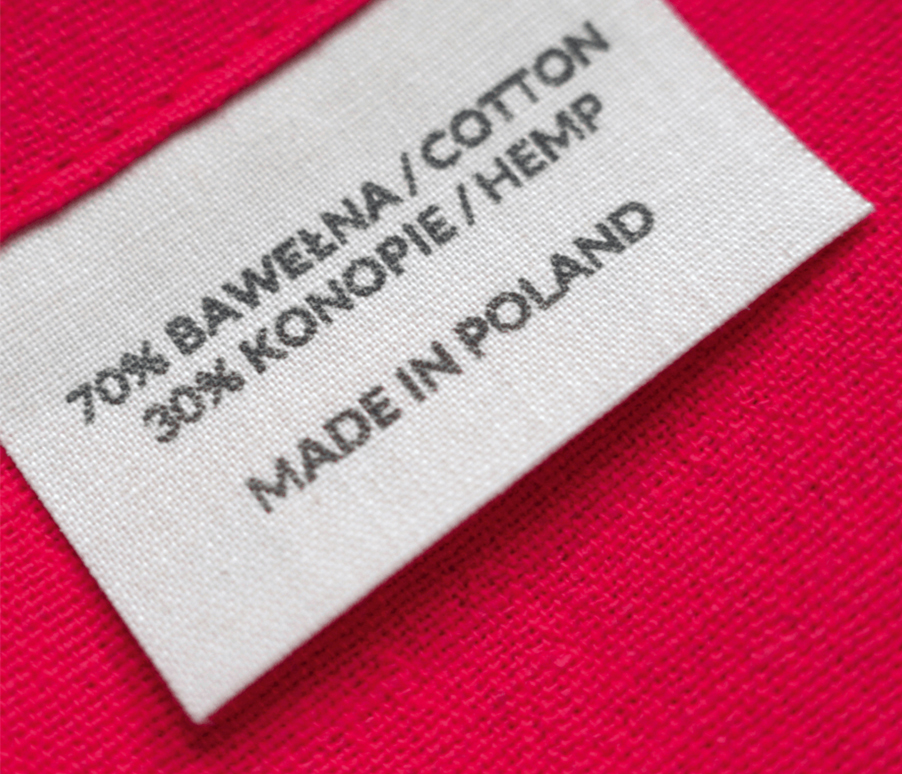 70% BAWEŁNA / COTTON
30% KONOPIE / HEMP
MADE IN POLAND